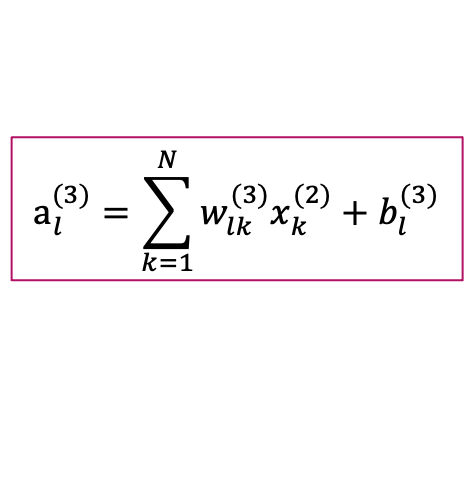 a_l^{(3)} = \sum_{k=1}^{N} w_{lk}^{(3)} x_k^{(2)} + b_l^{(3)}